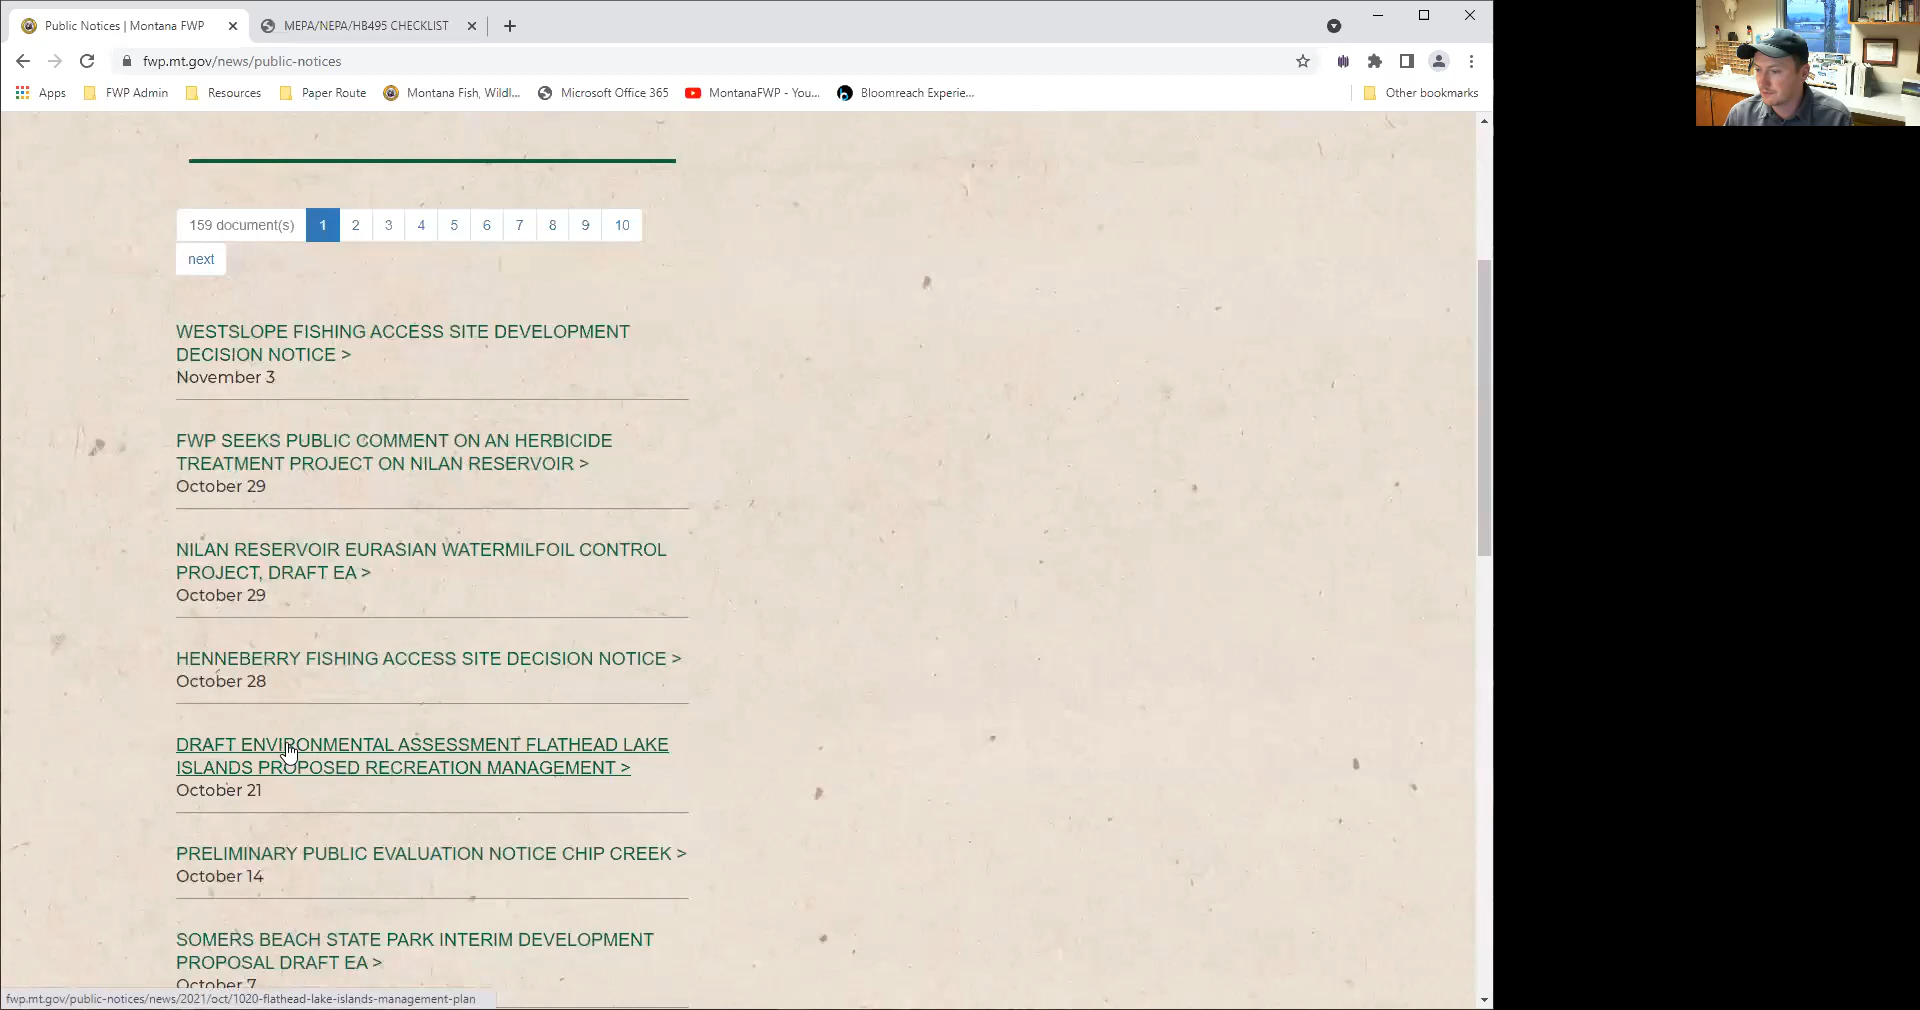 Public Notices | Montana FWP
MEPA/NEPA/HB495 CHECKLIST
fwp.mt.gov/news/public-notices
Apps
FWP Admin
Resources
Paper Route
Montana Fish, Wildl...
Microsoft Office 365
MontanaFWP - You...
Bloomreach Experie...
Other bookmarks
159 document(s) 1 2 3 4 5 6 7 8 9 10
next
WESTSLOPE FISHING ACCESS SITE DEVELOPMENT
DECISION NOTICE >
November 3
FWP SEEKS PUBLIC COMMENT ON AN HERBICIDE
TREATMENT PROJECT ON NILAN RESERVOIR >
October 29
NILAN RESERVOIR EURASIAN WATERMILFOIL CONTROL
PROJECT, DRAFT EA >
October 29
HENNEBERRY FISHING ACCESS SITE DECISION NOTICE >
October 28
DRAFT ENVIRONMENTAL ASSESSMENT FLATHEAD LAKE
ISLANDS PROPOSED RECREATION MANAGEMENT >
October 21
PRELIMINARY PUBLIC EVALUATION NOTICE CHIP CREEK >
October 14
SOMERS BEACH STATE PARK INTERIM DEVELOPMENT
PROPOSAL DRAFT EA >
October 7
fwp.mt.gov/public-notices/news/2021/oct/1020-flathead-lake-islands-management-plan